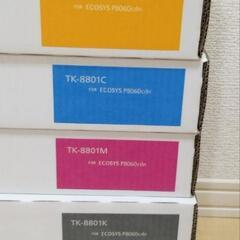 FOR ECOSYS P8060cdn
TK-8801C
FOR ECOSYS P8060cdn
TK-8801M
FOR ECOSYS P8060cdn
TK-8801K
FOR ECOSYS P8060cdn